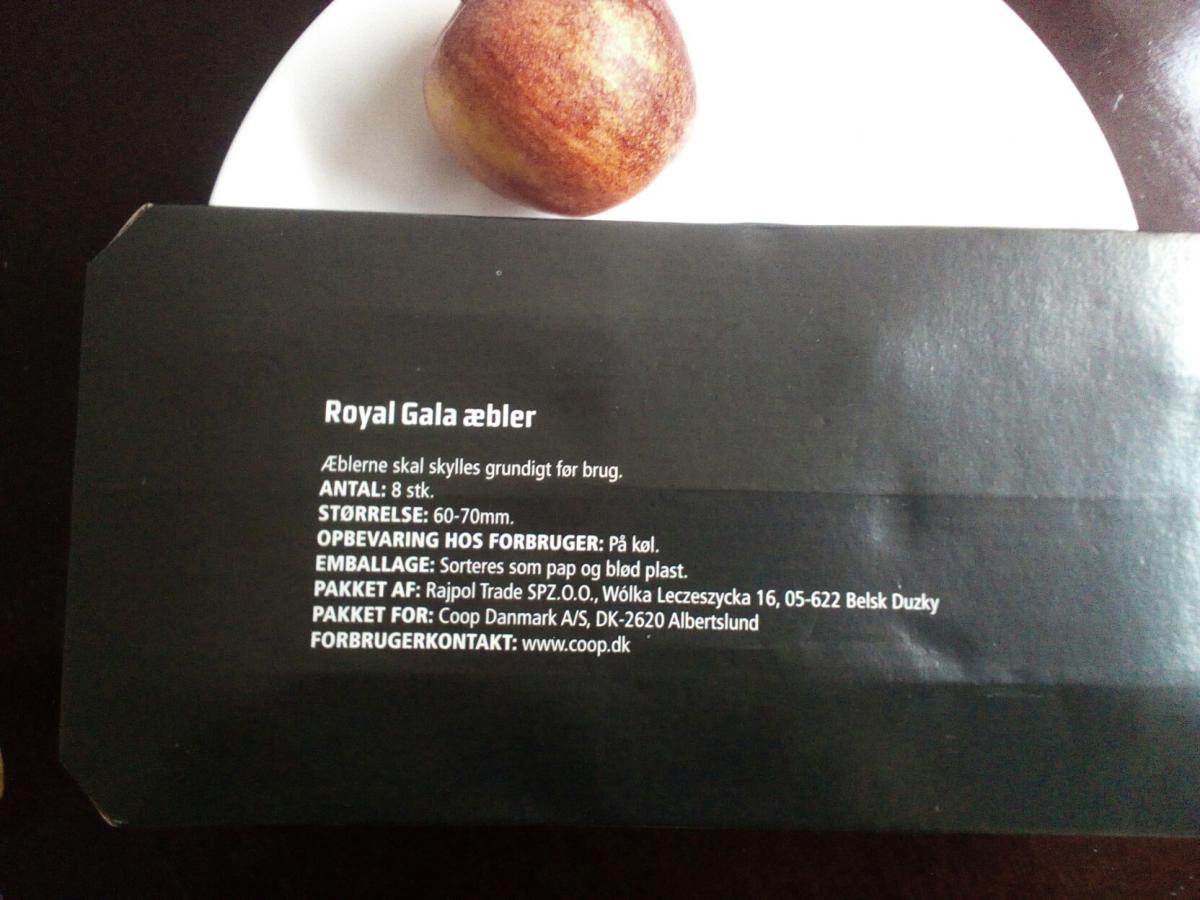 Royal Gala æbler
Æblerne skal skylles grundigt før brug.
ANTAL: 8 stk.
STØRRELSE: 60-70mm.
OPBEVARING HOS FORBRUGER: På køl.
EMBALLAGE: Sorteres som pap og blød plast.
PAKKET AF: Rajpol Trade SPZ.O.O., Wólka Leczeszycka 16, 05-622 Belsk Duzky
PAKKET FOR: Coop Danmark A/S, DK-2620 Albertslund
FORBRUGERKONTAKT: www.coop.dk